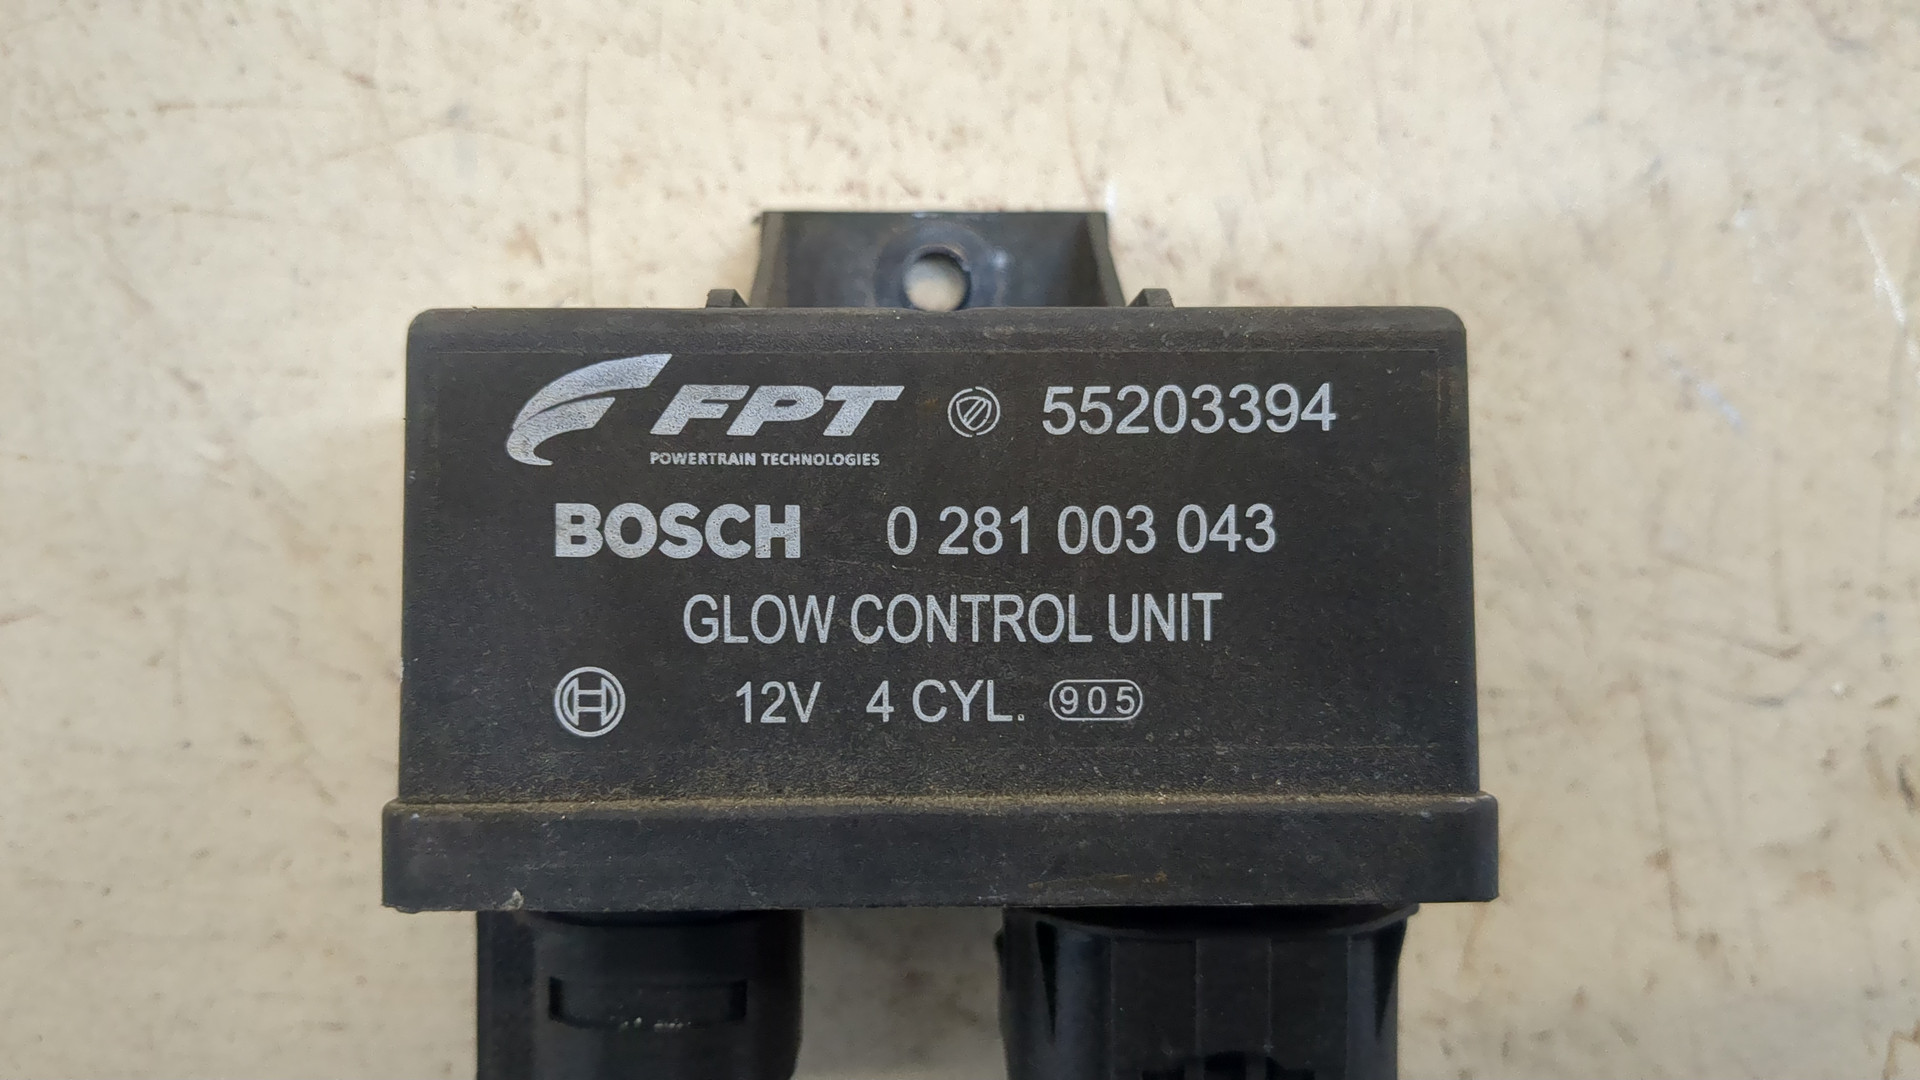 FPT 55203394
POWERTRAIN TECHNOLOGIES
BOSCH 0 281 003 043
GLOW CONTROL UNIT
12V 4 CYL. 905